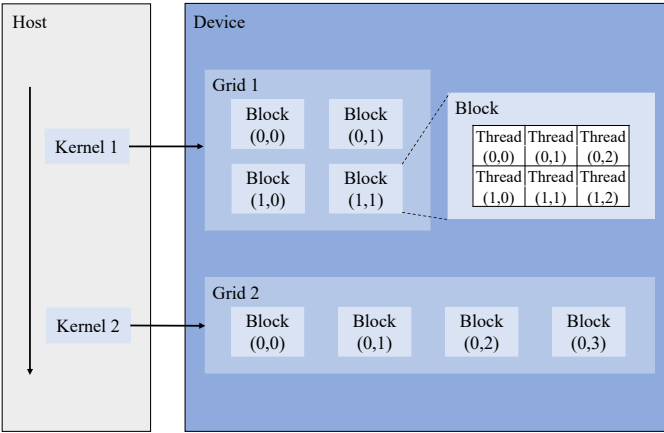 Host
Device
Grid 1
Block
(0,0)
Block
(0,1)
Block
(1,0)
Block
(1,1)
Kernel 1
Block
Thread Thread Thread
(0,0) (0,1) (0,2)
Thread Thread Thread
(1,0) (1,1) (1,2)
Grid 2
Kernel 2
Block
(0,0)
Block
(0,1)
Block
(0,2)
Block
(0,3)